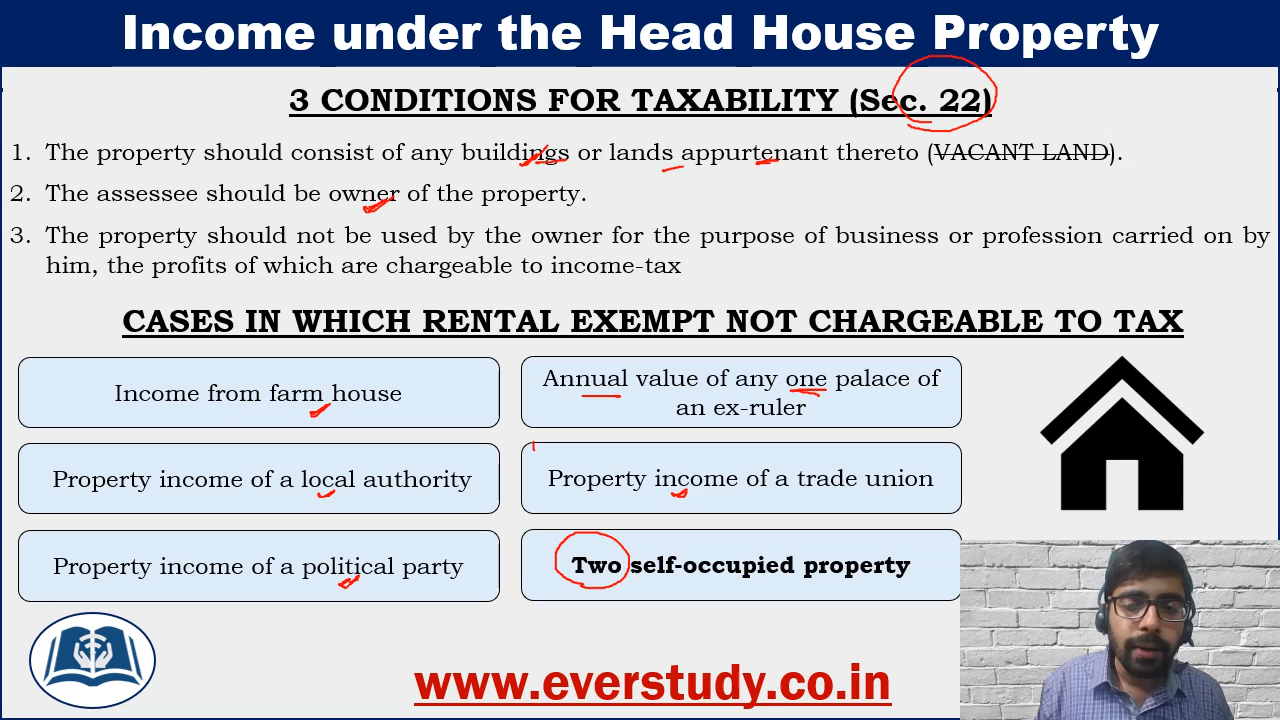 Income under the Head House Property
3 CONDITIONS FOR TAXABILITY (Sec. 22)
1. The property should consist of any buildings or lands appurtenant thereto (VACANT LAND).
2. The assessee should be owner of the property.
3. The property should not be used by the owner for the purpose of business or profession carried on by
him, the profits of which are chargeable to income-tax
CASES IN WHICH RENTAL EXEMPT NOT CHARGEABLE TO TAX
Income from farm house
Annual value of any one palace of
an ex-ruler
Property income of a local authority
Property income of a trade union
Property income of a political party
Two self-occupied property
www.everstudy.co.in